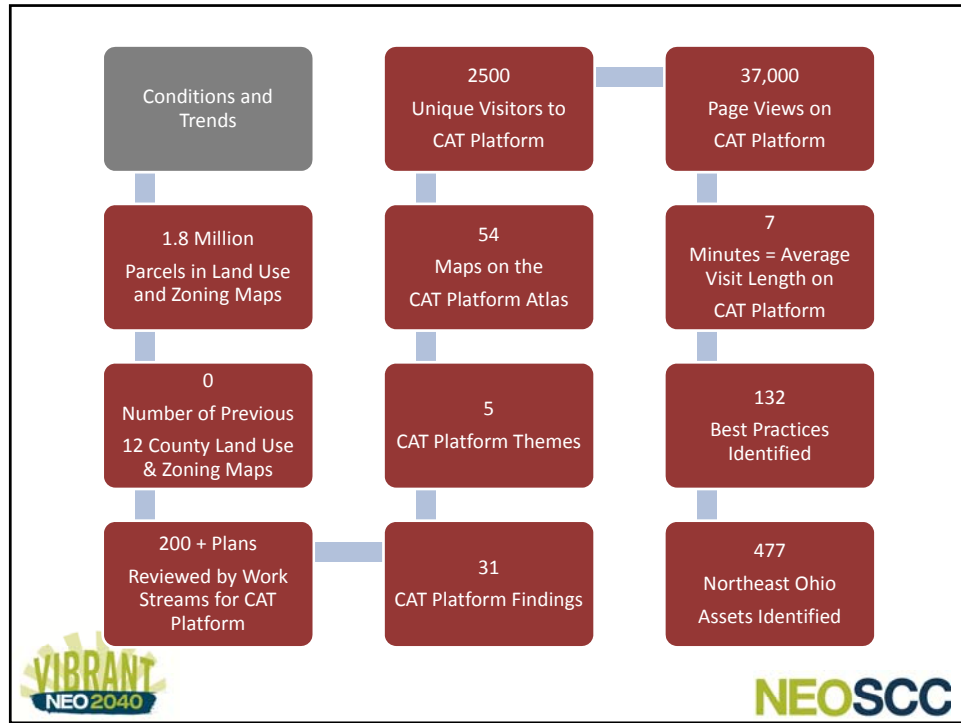 Conditions and
Trends
1.8 Million
Parcels in Land Use
and Zoning Maps
0
Number of Previous
12 County Land Use
& Zoning Maps
200 + Plans
Reviewed by Work
Streams for CAT
Platform
31
CAT Platform Findings
5
CAT Platform Themes
54
Maps on the
CAT Platform Atlas
2500
Unique Visitors to
CAT Platform
37,000
Page Views on
CAT Platform
7
Minutes = Average
Visit Length on
CAT Platform
132
Best Practices
Identified
477
Northeast Ohio
Assets Identified
VIBRANT
NEO2040
NEOSCC